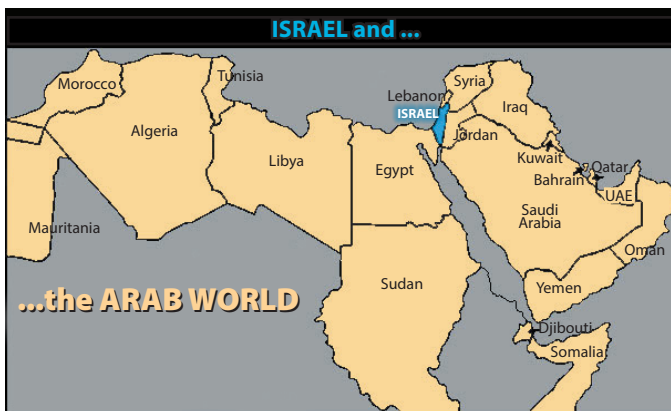 ISRAEL and ...
Morocco
Tunisia
Algeria
Libya
Egypt
Mauritania
Sudan
Lebanon
Syria
ISRAEL
Iraq
Jordan
Kuwait
Qatar
Bahrain
UAE
Saudi
Arabia
Oman
Yemen
Djibouti
Somalia
...the ARAB WORLD